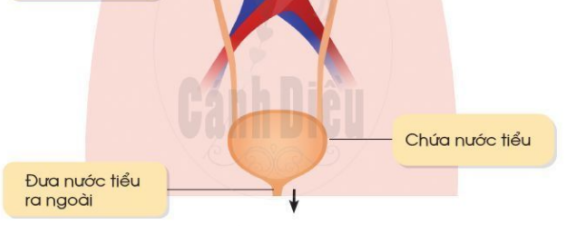 Cánh Diều
Chứa nước tiểu
Đưa nước tiểu
ra ngoài